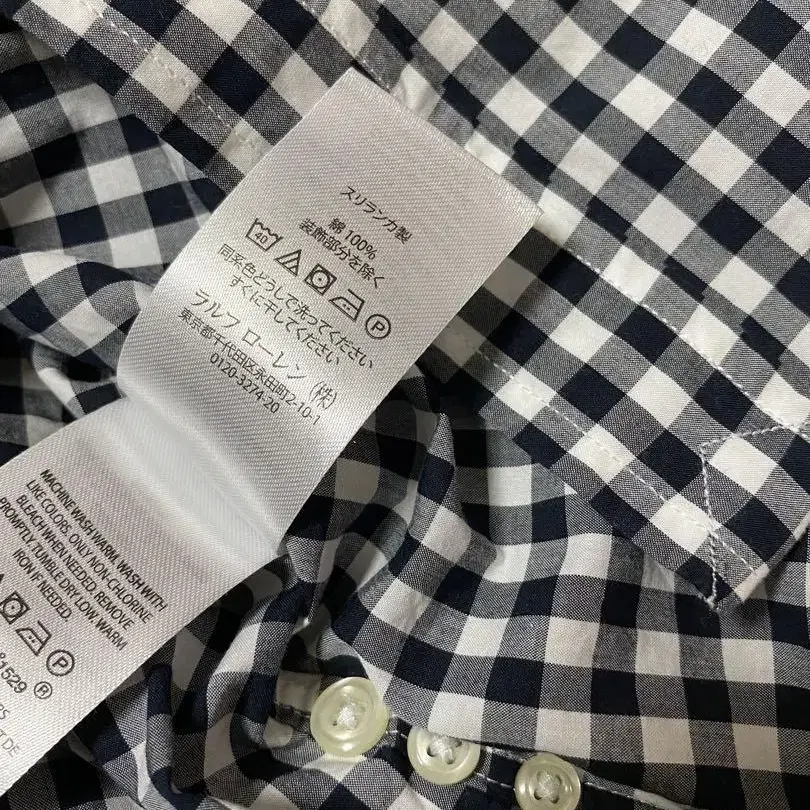 スリランカ製
綿 100%
装飾部分を除く
40
P
同系色どうしで洗ってください
すぐに干してください
ラルフ ローレン (株)
東京都千代田区永田町2-10-1
0120-3274-20
MACHINE WASH WARM. WASH WITH
LIKE COLORS. ONLY NON-CHLORINE
BLEACH WHEN NEEDED. REMOVE
PROMPTLY. TUMBLE DRY LOW. WARM
IRON IF NEEDED.
P
1529 ®
DE